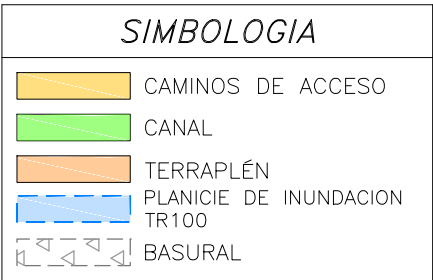 SIMBOLOGIA
CAMINOS DE ACCESO
CANAL
TERRAPLÉN
PLANICIE DE INUNDACION
TR100
BASURAL